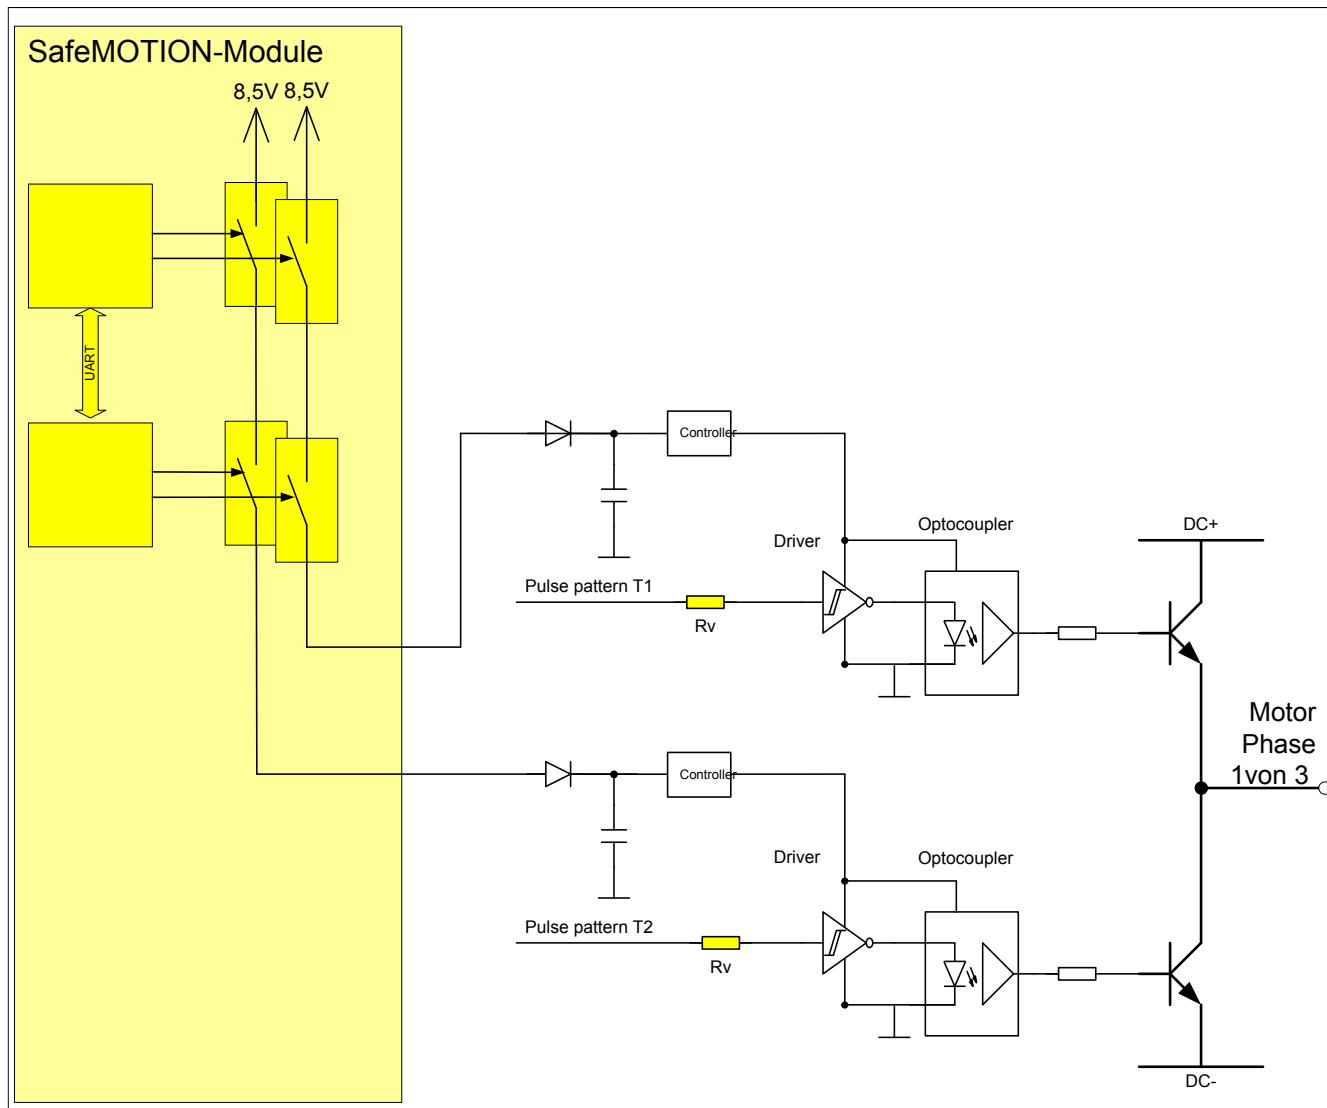 SafeMOTION-Module
8,5V 8,5V
UART
Controller
Driver
Optocoupler
DC+
Pulse pattern T1
Rv
Motor
Phase
1von 3
Controller
Driver
Optocoupler
Pulse pattern T2
Rv
DC-